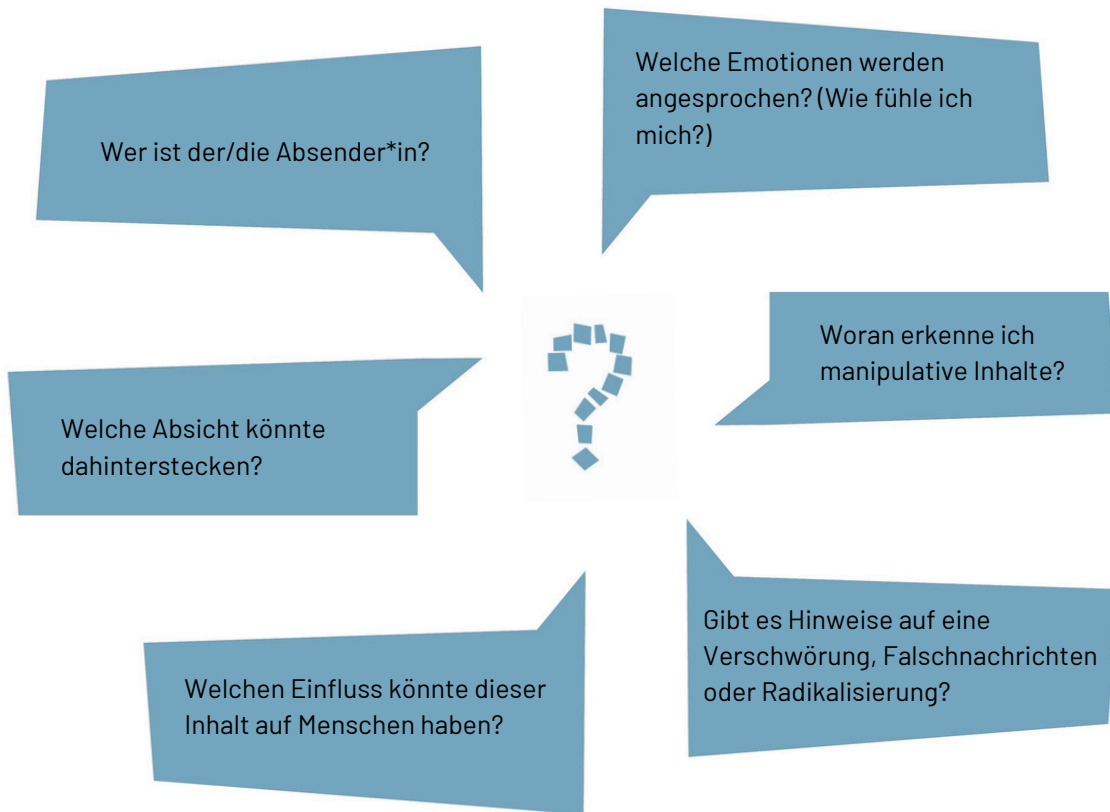 Wer ist der/die Absender*in?
Welche Emotionen werden
angesprochen? (Wie fühle ich
mich?)
Welche Absicht könnte
dahinterstecken?
Woran erkenne ich
manipulative Inhalte?
Welchen Einfluss könnte dieser
Inhalt auf Menschen haben?
Gibt es Hinweise auf eine
Verschwörung, Falschnachrichten
oder Radikalisierung?